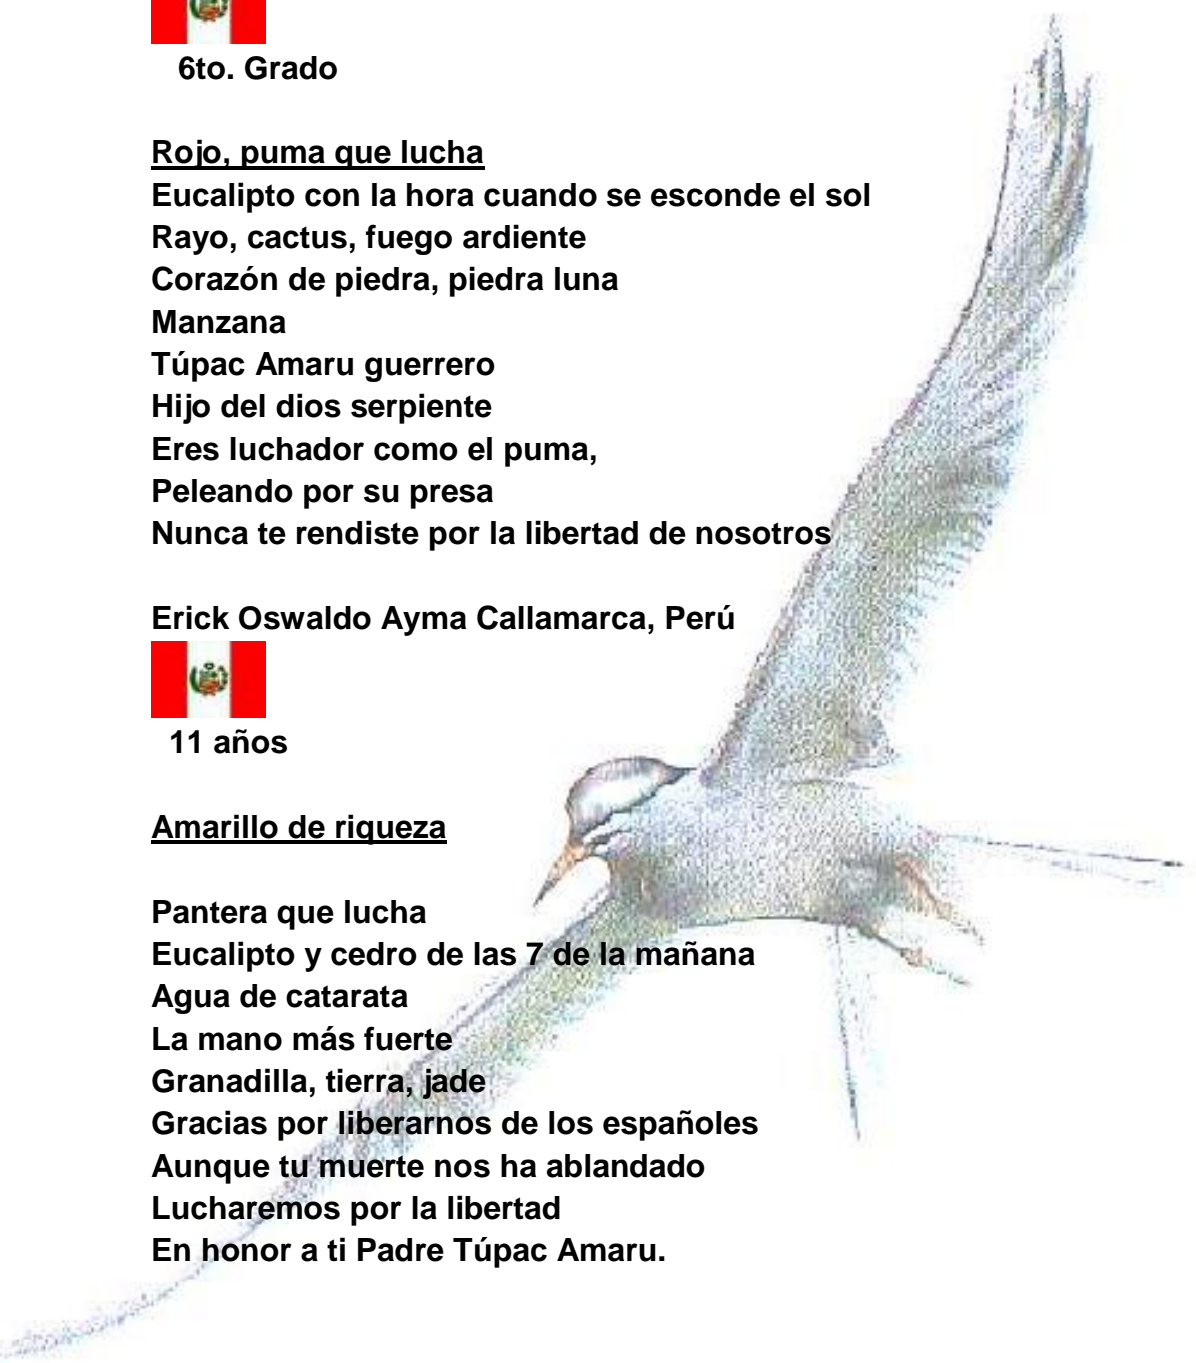 6to. Grado
Rojo, puma que lucha
Eucalipto con la hora cuando se esconde el sol
Rayo, cactus, fuego ardiente
Corazón de piedra, piedra luna
Manzana
Túpac Amaru guerrero
Hijo del dios serpiente
Eres luchador como el puma,
Peleando por su presa
Nunca te rendiste por la libertad de nosotros
Erick Oswaldo Ayma Callamarca, Perú
11 años
Amarillo de riqueza
Pantera que lucha
Eucalipto y cedro de las 7 de la mañana
Agua de catarata
La mano más fuerte
Granadilla, tierra, jade
Gracias por liberarnos de los españoles
Aunque tu muerte nos ha ablandado
Lucharemos por la libertad
En honor a ti Padre Túpac Amaru.